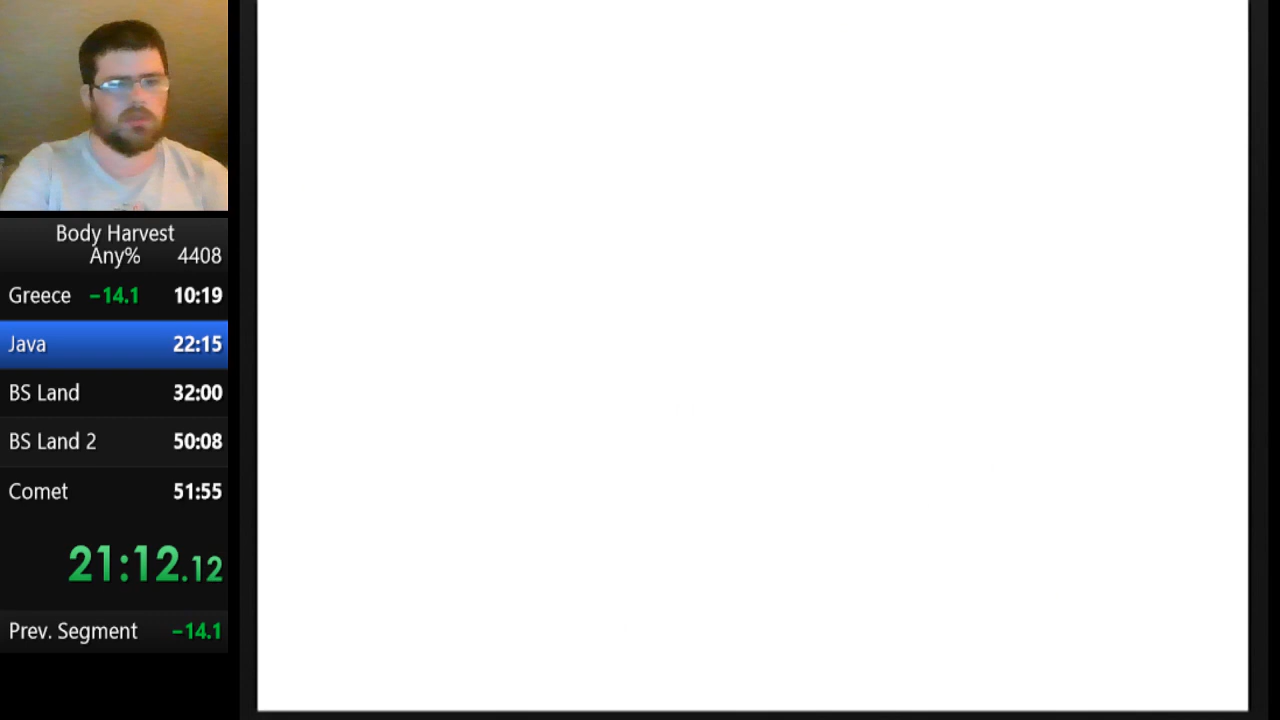 Body Harvest
Any% 4408
Greece −14.1 10:19
Java 22:15
BS Land 32:00
BS Land 2 50:08
Comet 51:55
21:12.12
Prev. Segment −14.1